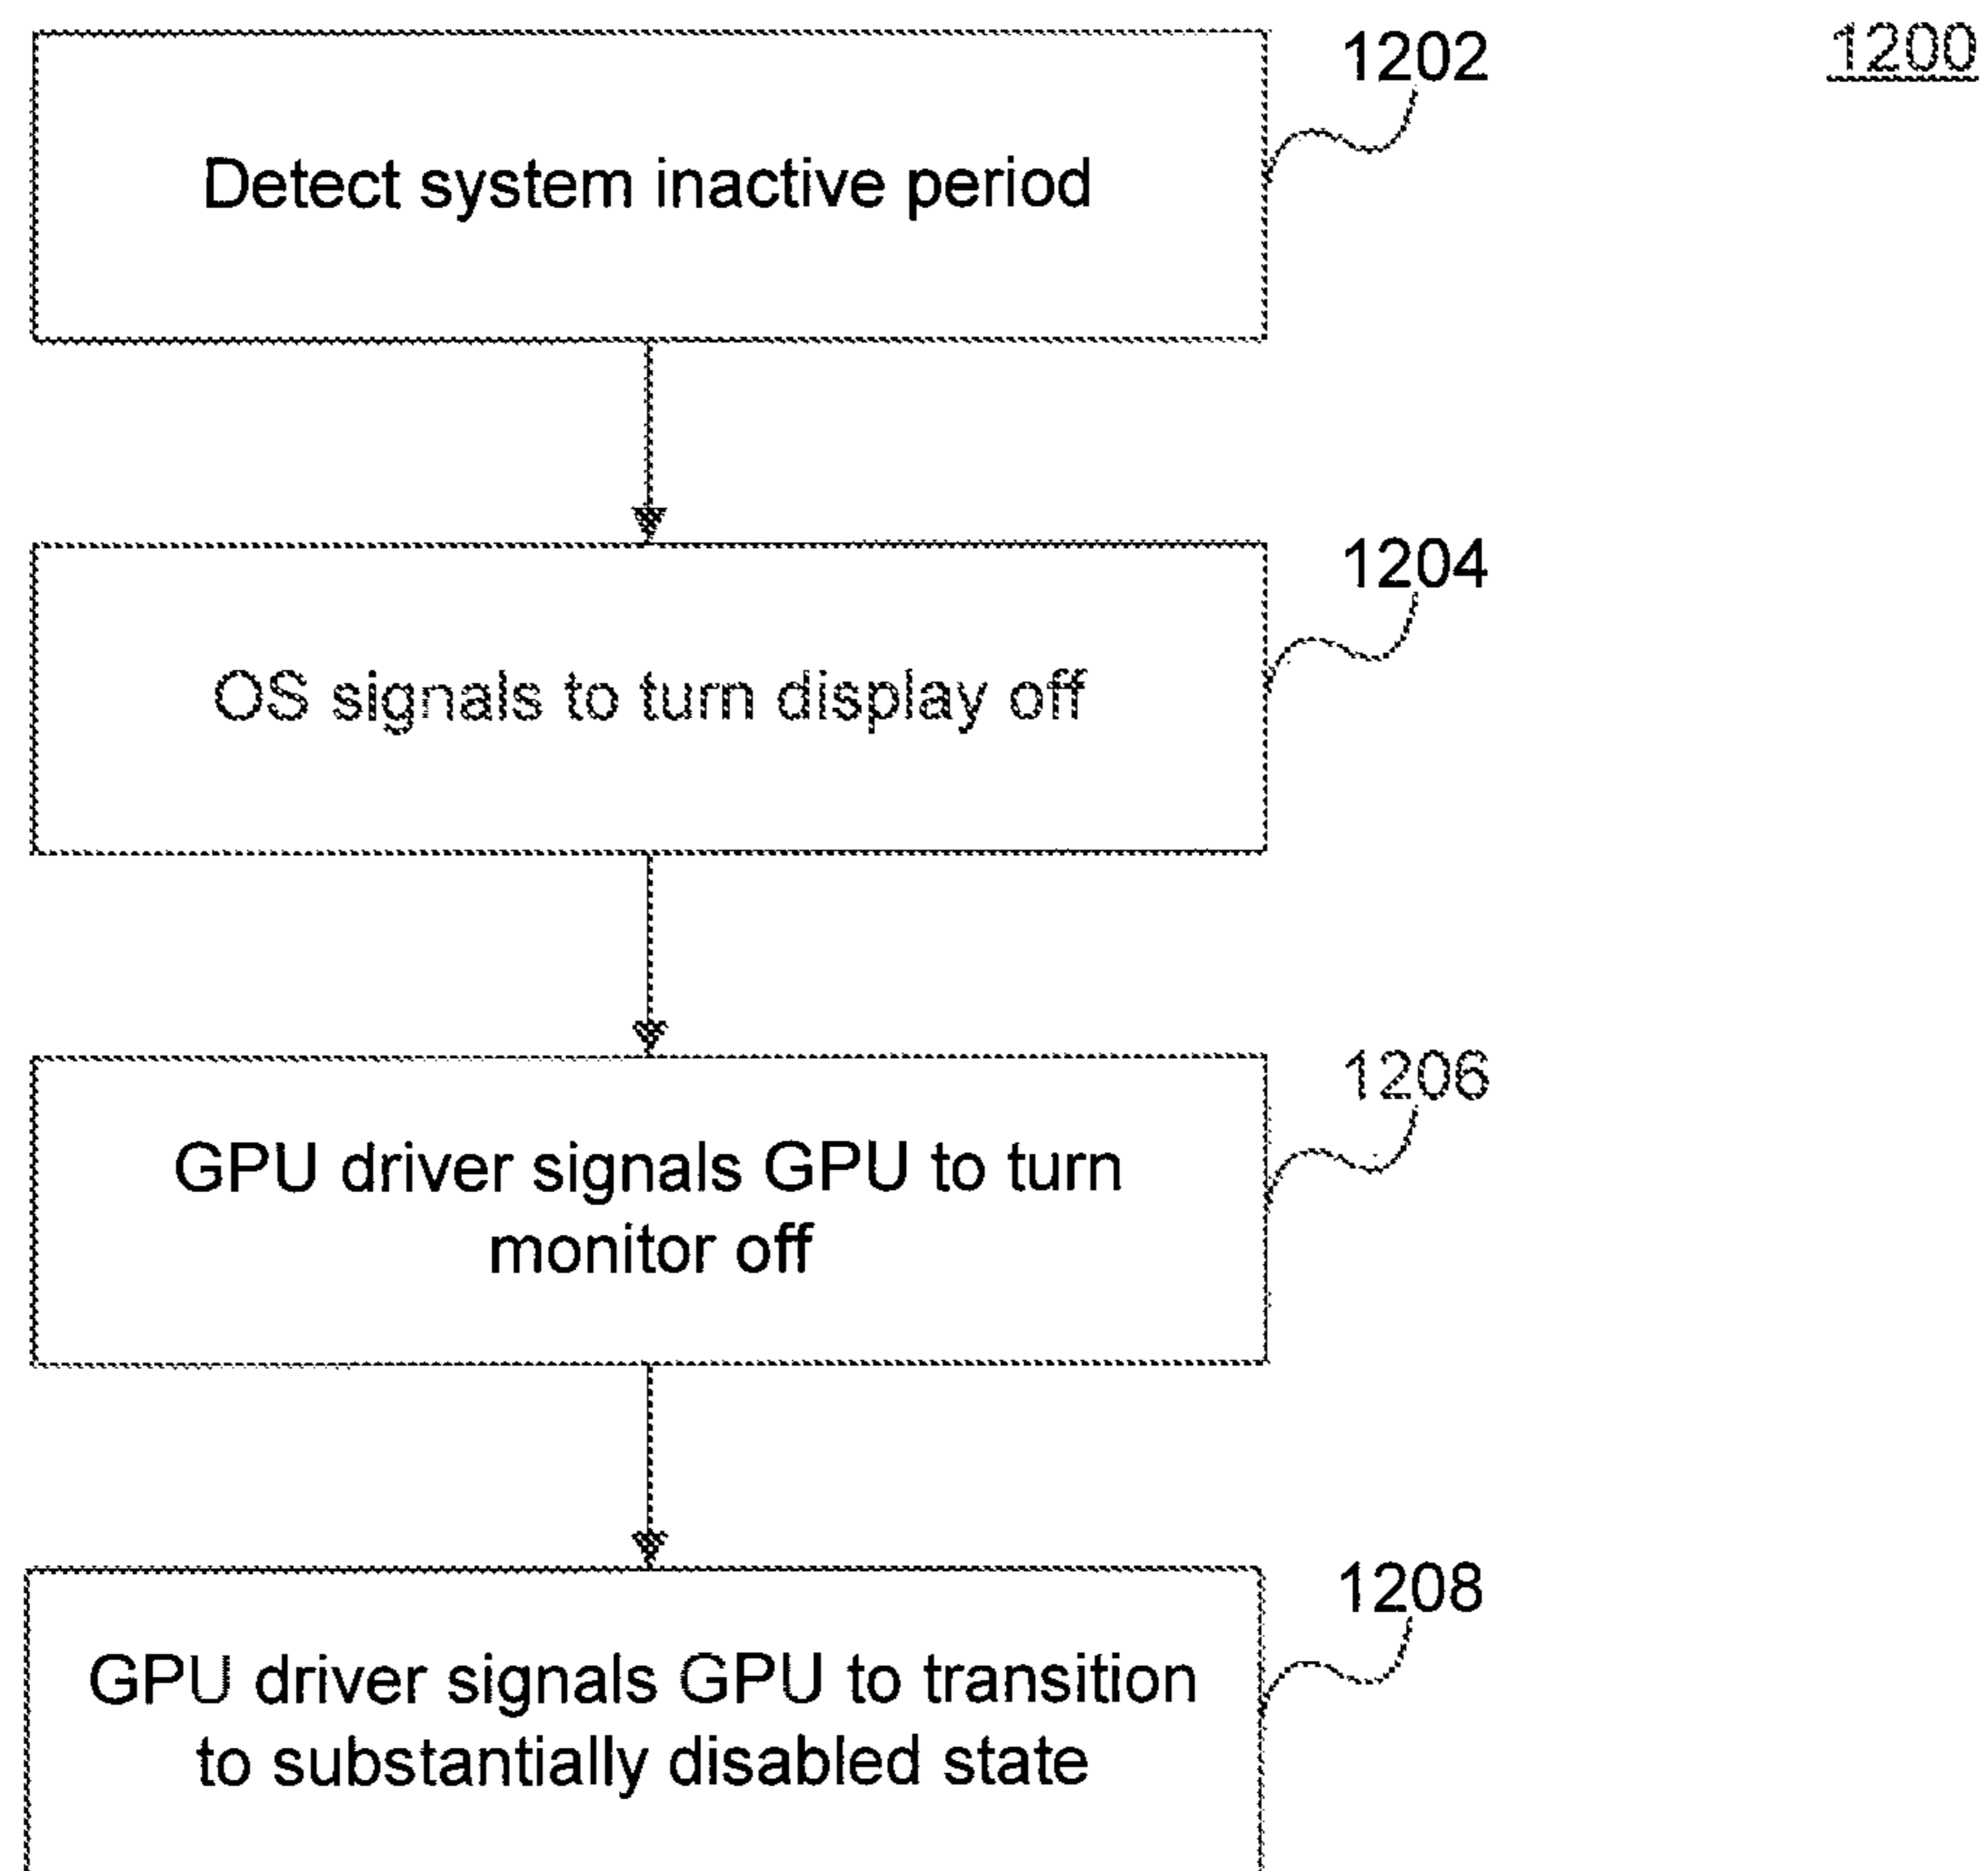 1200
1202
Detect system inactive period
1204
OS signals to turn display off
1206
GPU driver signals GPU to turn
monitor off
1208
GPU driver signals GPU to transition
to substantially disabled state